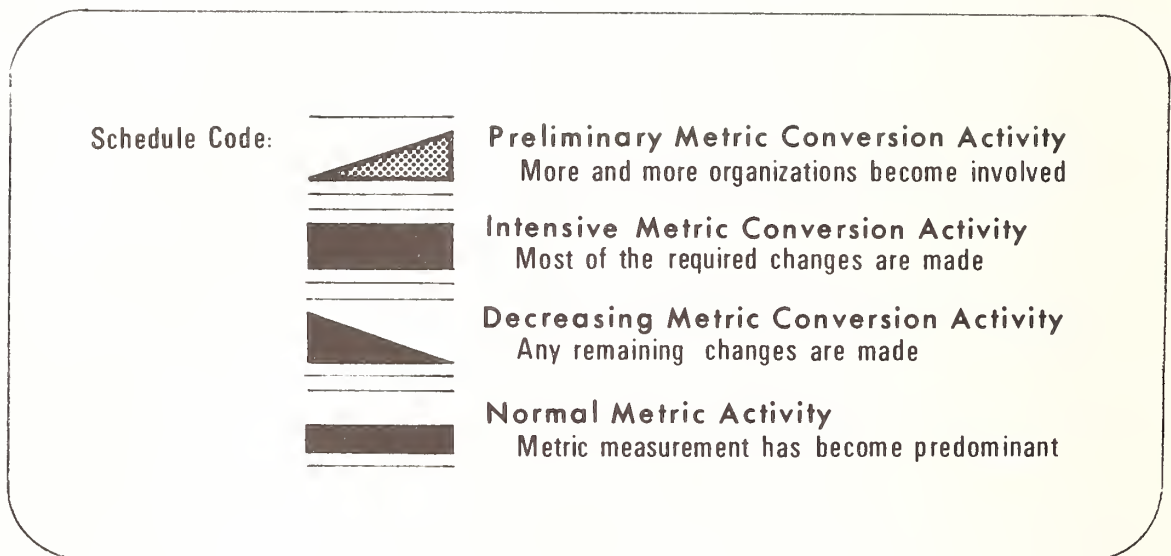 Schedule Code:
Preliminary Metric Conversion Activity
More and more organizations become involved
Intensive Metric Conversion Activity
Most of the required changes are made
Decreasing Metric Conversion Activity
Any remaining changes are made
Normal Metric Activity
Metric measurement has become predominant